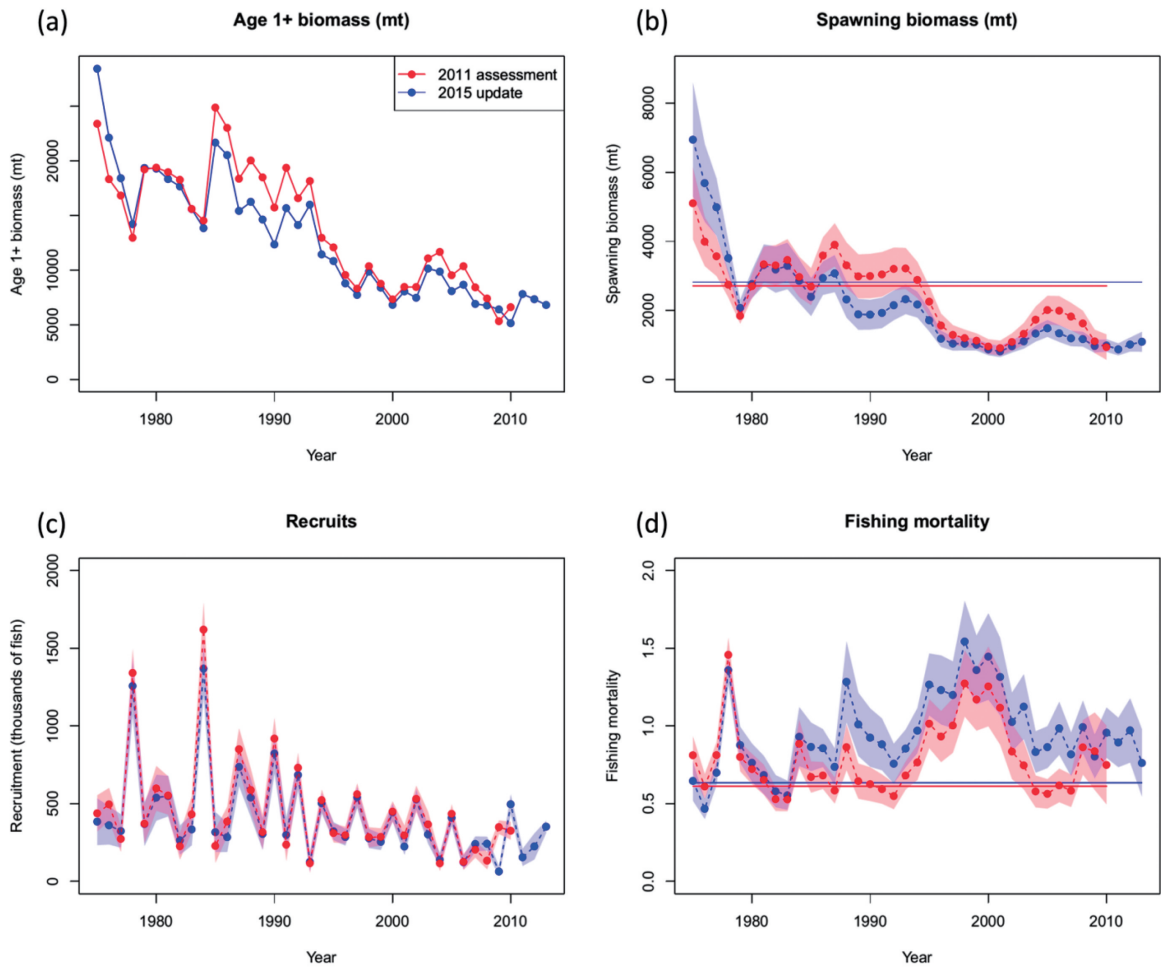 (a)
Age 1+ biomass (mt)
2011 assessment
2015 update
Age 1+ biomass (mt)
20000
10000
5000
0
1980
1990
2000
2010
Year
(b)
Spawning biomass (mt)
Spawning biomass (mt)
8000
6000
4000
2000
0
1980
1990
2000
2010
Year
(c)
Recruits
Recruitment (thousands of fish)
2000
1500
1000
500
0
1980
1990
2000
2010
Year
(d)
Fishing mortality
Fishing mortality
2.0
1.5
1.0
0.5
0.0
1980
1990
2000
2010
Year